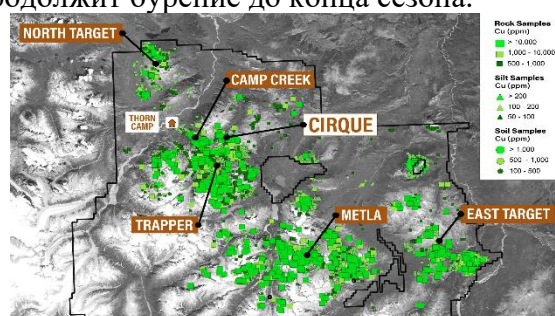 родолжит бурение до конца сезона.
NORTH TARGET
CAMP CREEK
THORN
CAMP
CIRQUE
TRAPPER
METLA
EAST TARGET
Rock Samples
Cu (ppm)
> 10,000
1,000 - 10,000
500 - 1,000
Silt Samples
Cu (ppm)
> 200
100 - 200
50 - 100
Soil Samples
Cu (ppm)
> 1,000
500 - 1,000
100 - 500